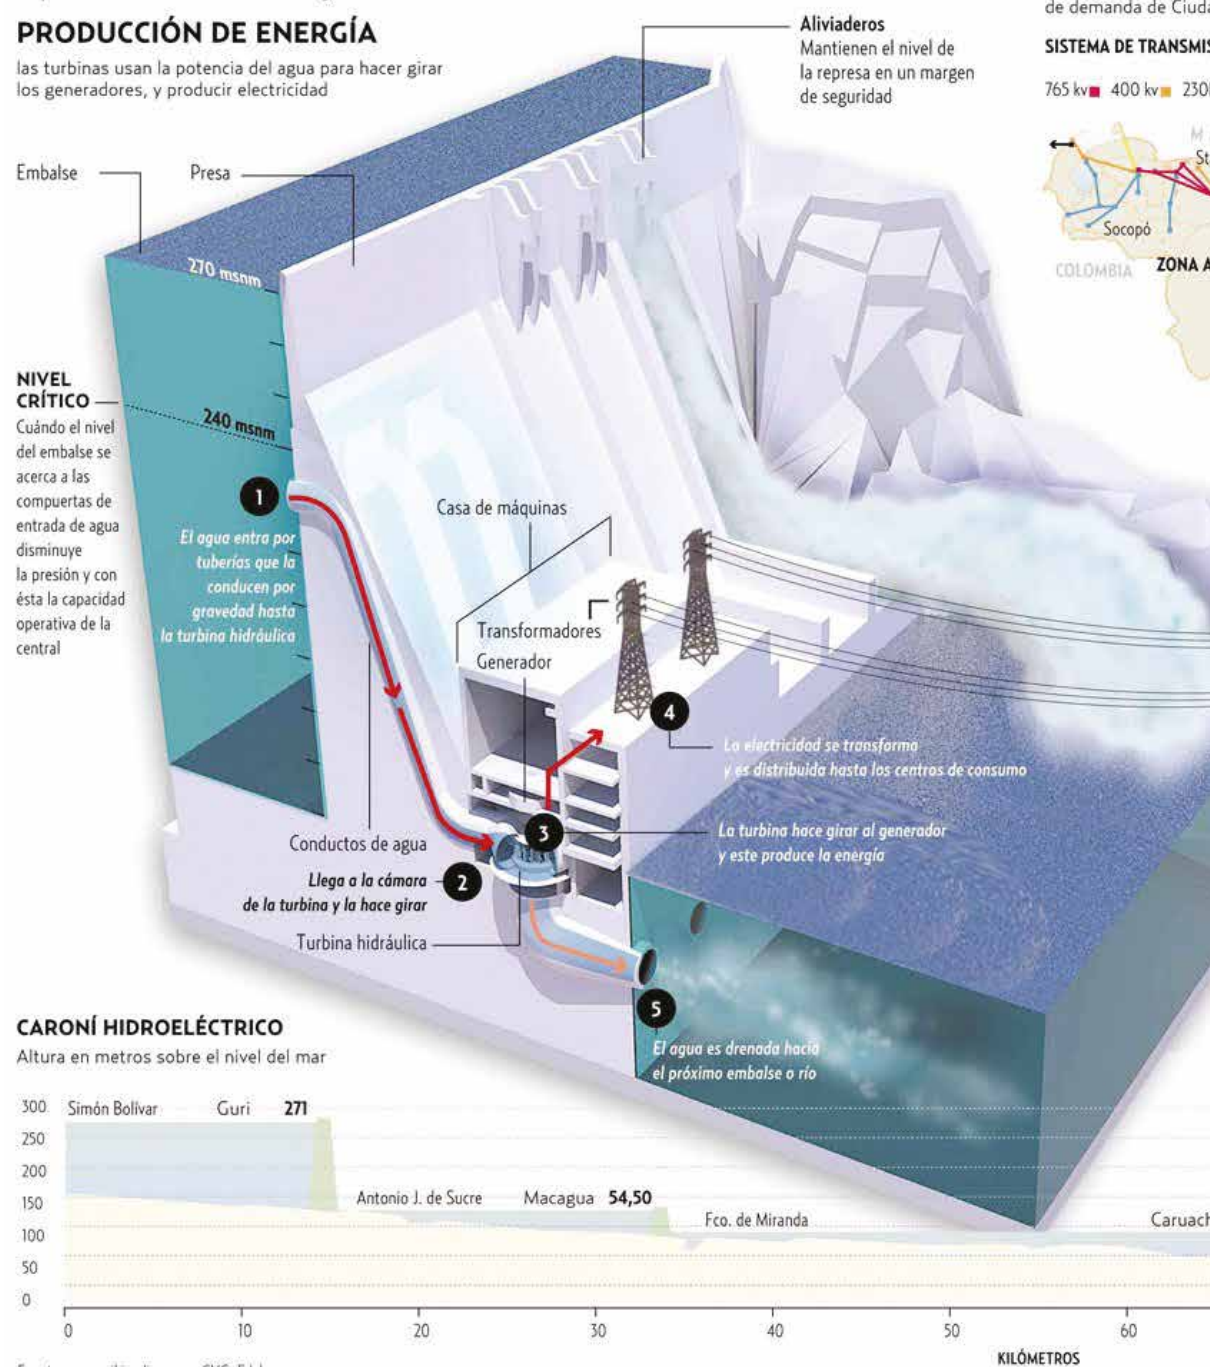 PRODUCCIÓN DE ENERGÍA
las turbinas usan la potencia del agua para hacer girar
los generadores, y producir electricidad
Embalse
Presa
Aliviaderos
Mantienen el nivel de
la represa en un margen
de seguridad
de demanda de
SISTEMA DE
765 kv 400 kv
Socopó
COLOMBIA
ZONA
270 msnm
NIVEL
CRÍTICO
240 msnm
Cuándo el nivel
del embalse se
acerca a las
compuertas de
entrada de agua
disminuye
la presión y con
ésta la capacidad
operativa de la
central
1
El agua entra por
tuberías que la
conducen por
gravedad hasta
la turbina hidráulica
Casa de máquinas
Transformadores
Generador
4
La electricidad se transforma
y es distribuida hasta los centros de consumo
3
La turbina hace girar al generador
y este produce la energía
Conductos de agua
2
Llega a la cámara
de la turbina y la hace girar
Turbina hidráulica
5
El agua es drenada hacia
el próximo embalse o río
CARONÍ HIDROELÉCTRICO
Altura en metros sobre el nivel del mar
300
Simón Bolívar Guri 271
250
200
150
Antonio J. de Sucre Macagua 54,50
100
Fco. de Miranda
50
0
0 10 20 30 40 50 60
KILÓMETROS